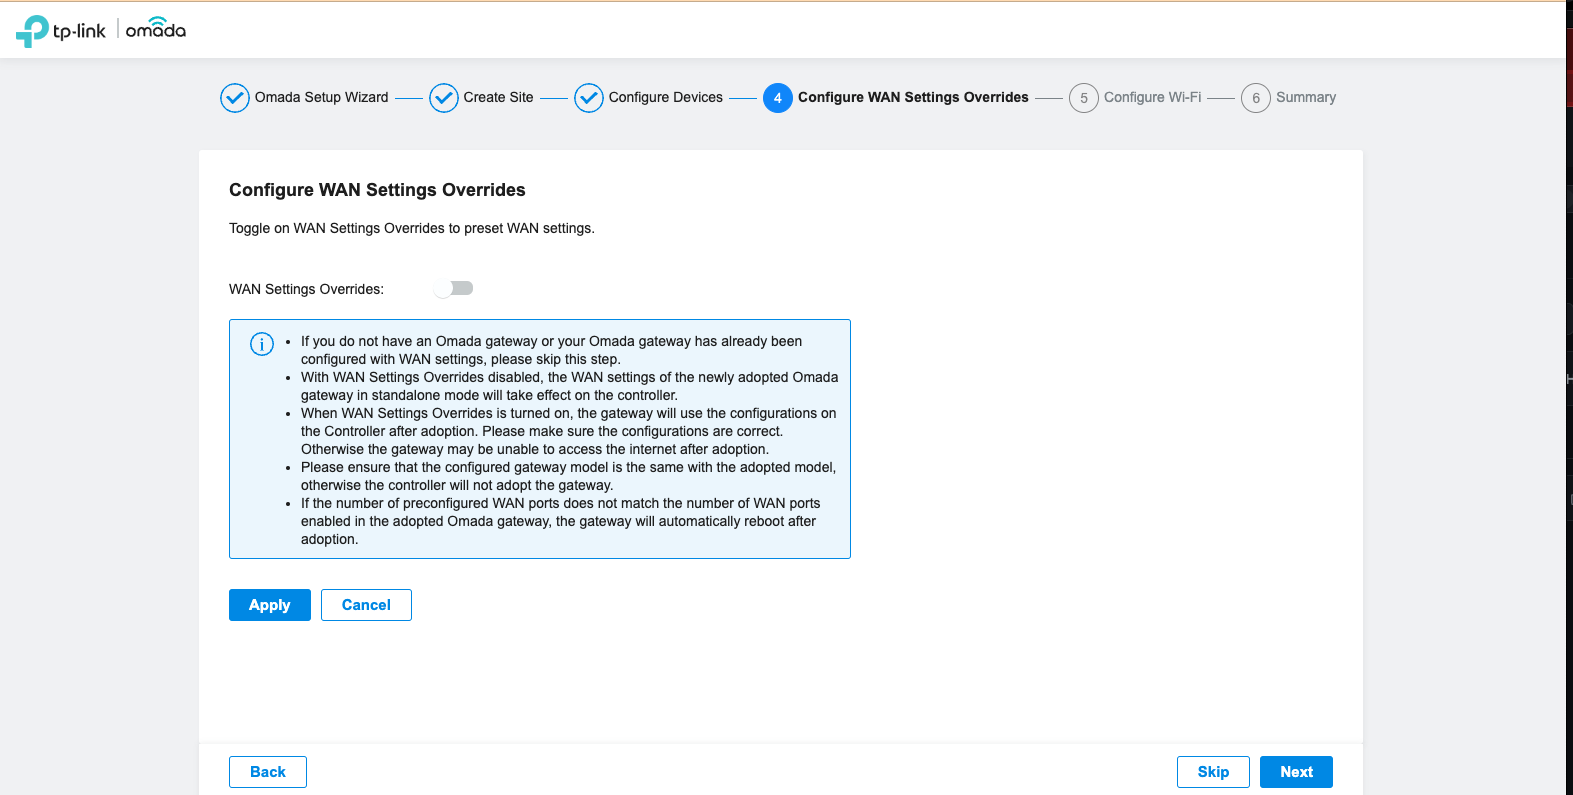 tp-link | omada
Omada Setup Wizard Create Site Configure Devices 4 Configure WAN Settings Overrides 5 Configure Wi-Fi 6 Summary
Configure WAN Settings Overrides
Toggle on WAN Settings Overrides to preset WAN settings.
WAN Settings Overrides:
• If you do not have an Omada gateway or your Omada gateway has already been
configured with WAN settings, please skip this step.
• With WAN Settings Overrides disabled, the WAN settings of the newly adopted Omada
gateway in standalone mode will take effect on the controller.
• When WAN Settings Overrides is turned on, the gateway will use the configurations on
the Controller after adoption. Please make sure the configurations are correct.
Otherwise the gateway may be unable to access the internet after adoption.
• Please ensure that the configured gateway model is the same with the adopted model,
otherwise the controller will not adopt the gateway.
• If the number of preconfigured WAN ports does not match the number of WAN ports
enabled in the adopted Omada gateway, the gateway will automatically reboot after
adoption.
Apply Cancel
Back Skip Next